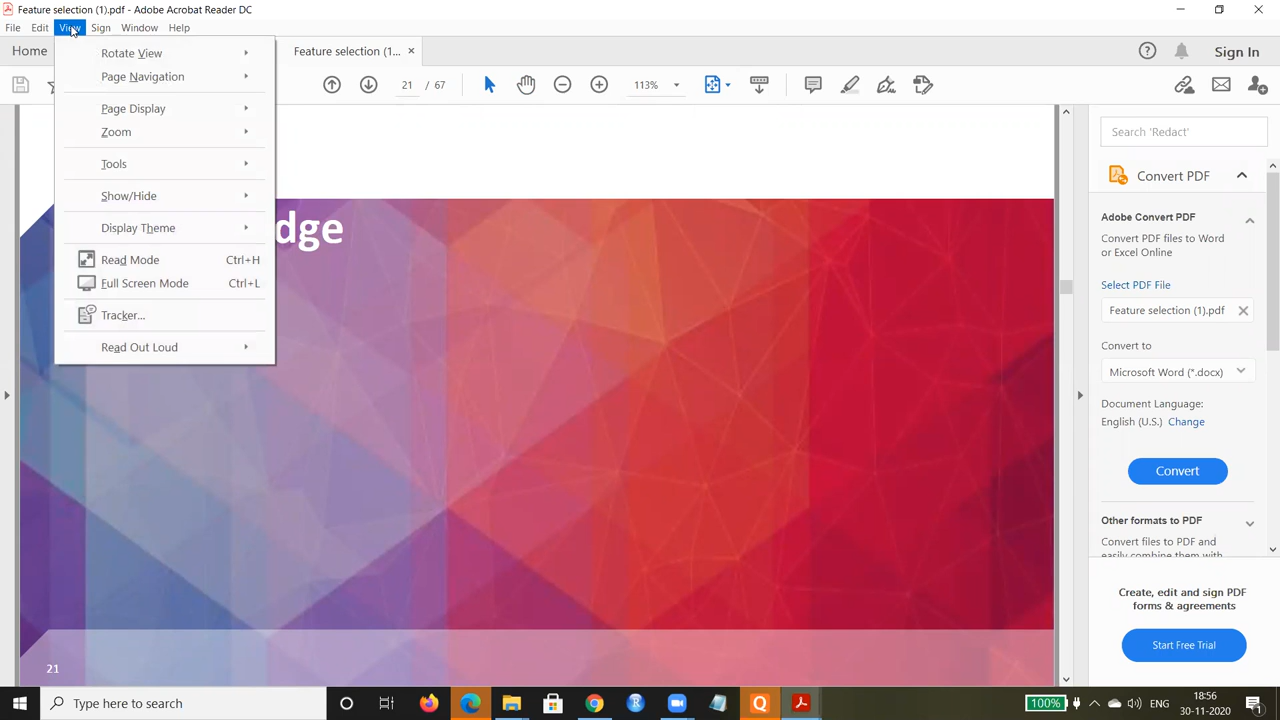 Feature selection (1).pdf - Adobe Acrobat Reader DC
File Edit View Sign Window Help
Home
Feature selection (1... ×
Sign In
21 / 67
113%
Rotate View
Page Navigation
Page Display
Zoom
Tools
Show/Hide
Display Theme
Read Mode Ctrl+H
Full Screen Mode Ctrl+L
Tracker...
Read Out Loud
dge
21
Search 'Redact'
Convert PDF
Adobe Convert PDF
Convert PDF files to Word
or Excel Online
Select PDF File
Feature selection (1).pdf
Convert to
Microsoft Word (*.docx)
Document Language:
English (U.S.) Change
Convert
Other formats to PDF
Convert files to PDF and
easily combine them with
Create, edit and sign PDF
forms & agreements
Start Free Trial
Type here to search
100%
ENG
18:56
30-11-2020
1